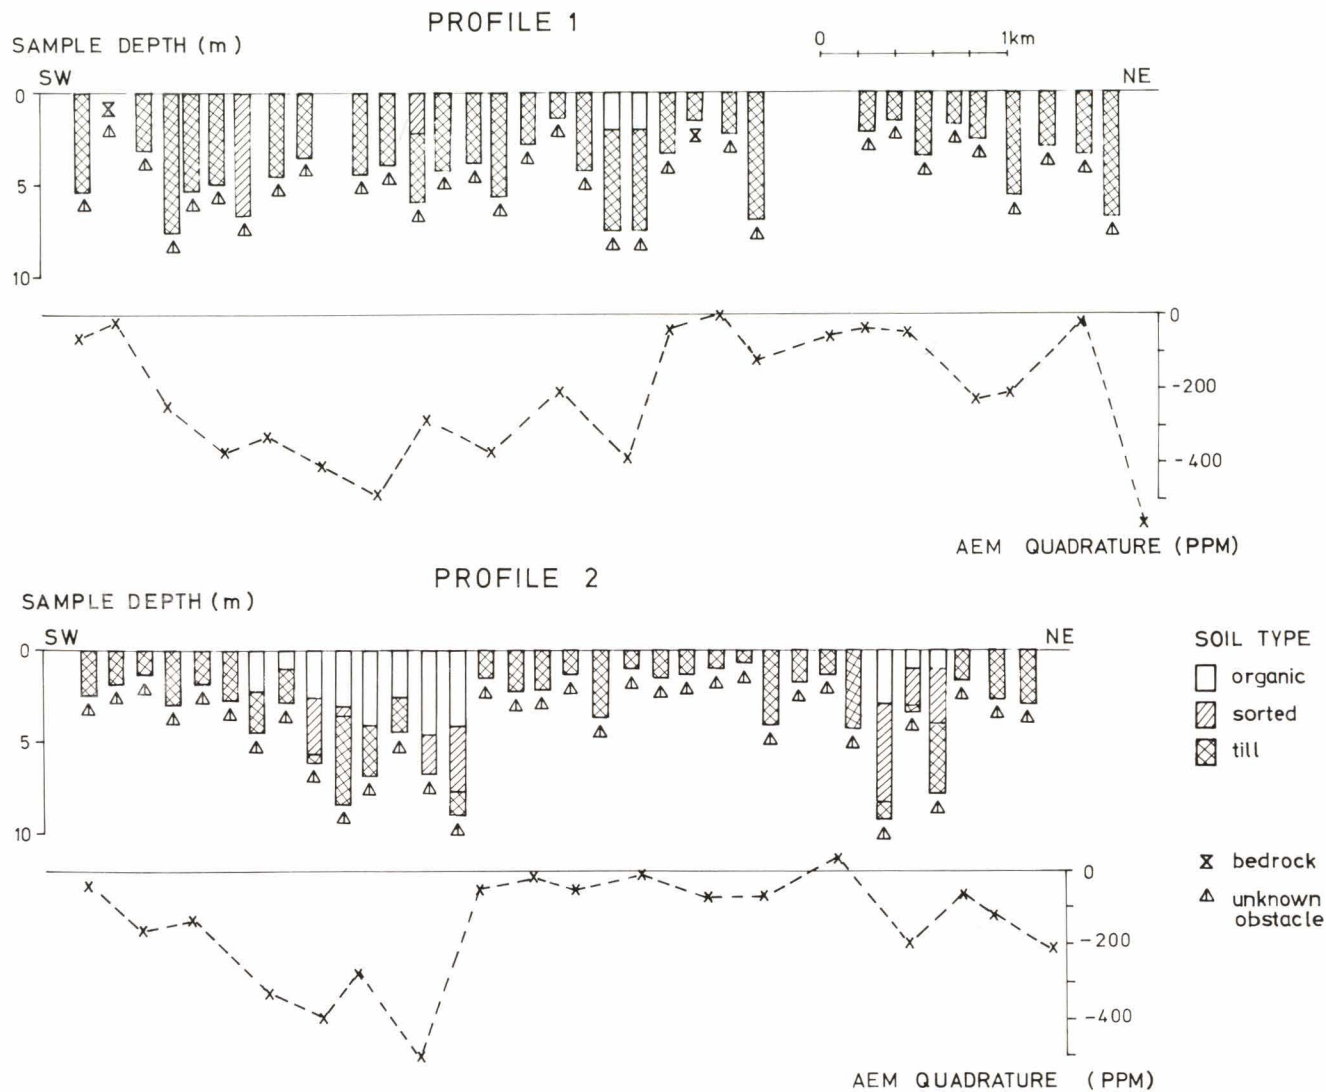 PROFILE 1
SAMPLE DEPTH (m)
0 1km
SW NE
0
5
10
0
-200
-400
AEM QUADRATURE (PPM)
PROFILE 2
SAMPLE DEPTH (m)
SW NE
0
5
10
SOIL TYPE
organic
sorted
till
bedrock
unknown
obstacle
0
-200
-400
AEM QUADRATURE (PPM)